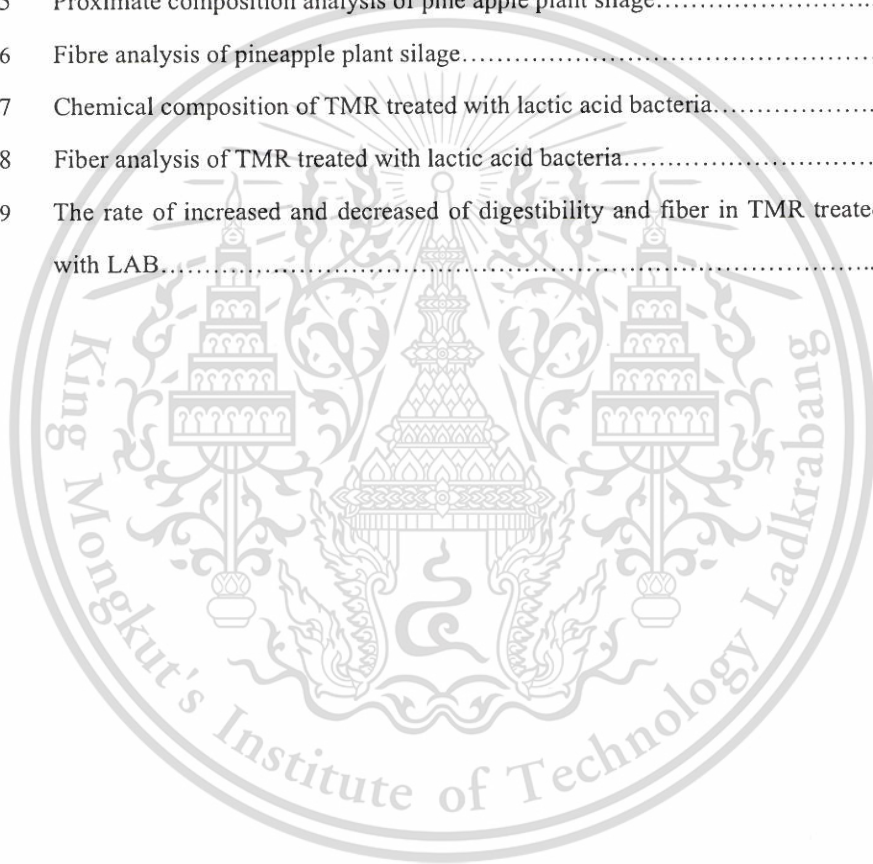 5 Proximate composition analysis of pine apple plant silage
6 Fibre analysis of pineapple plant silage
7 Chemical composition of TMR treated with lactic acid bacteria
8 Fiber analysis of TMR treated with lactic acid bacteria
9 The rate of increased and decreased of digestibility and fiber in TMR treated
with LAB
King Mongkut's Institute of Technology Ladkrabang